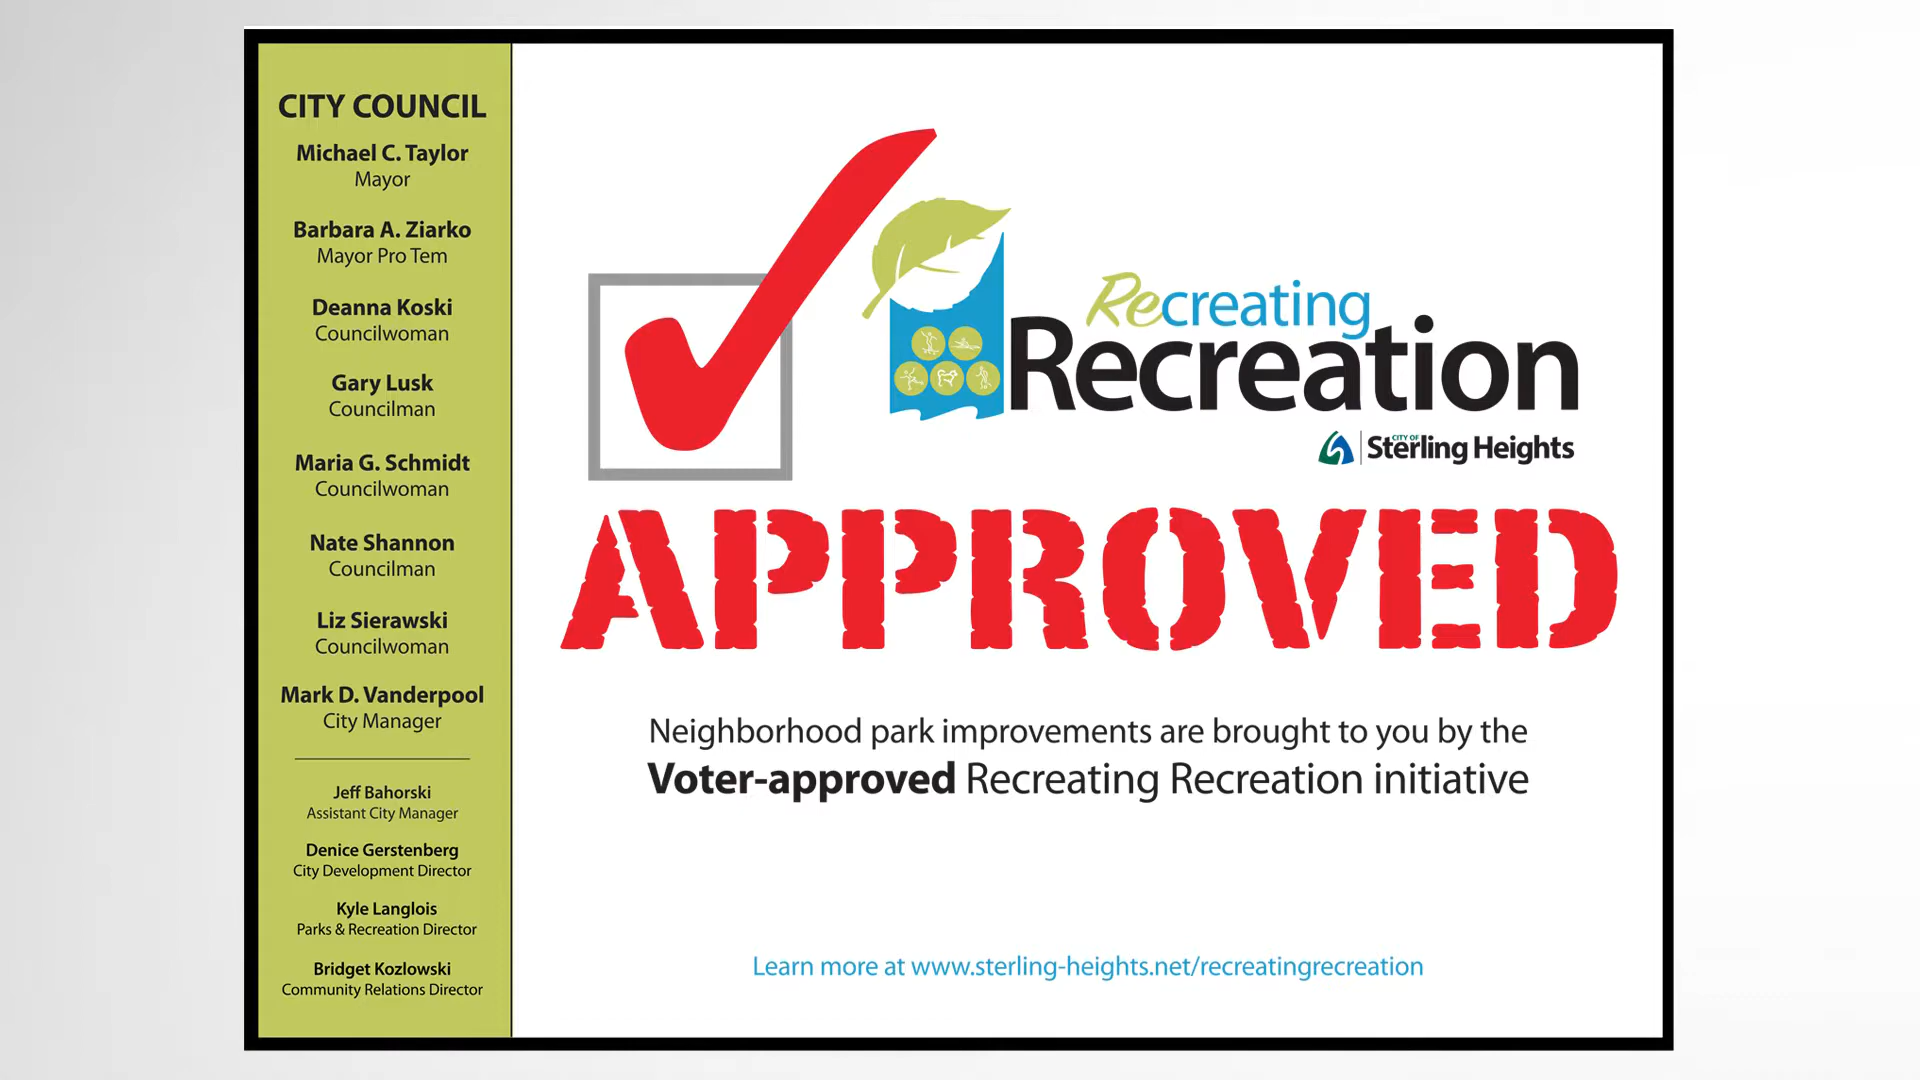 CITY COUNCIL
Michael C. Taylor
Mayor
Barbara A. Ziarko
Mayor Pro Tem
Deanna Koski
Councilwoman
Gary Lusk
Councilman
Maria G. Schmidt
Councilwoman
Nate Shannon
Councilman
Liz Sierawski
Councilwoman
Mark D. Vanderpool
City Manager
Jeff Bahorski
Assistant City Manager
Denice Gerstenberg
City Development Director
Kyle Langlois
Parks & Recreation Director
Bridget Kozlowski
Community Relations Director
Recreating
Recreation
CITY OF
Sterling Heights
APPROVED
Neighborhood park improvements are brought to you by the
Voter-approved Recreating Recreation initiative
Learn more at www.sterling-heights.net/recreatingrecreation